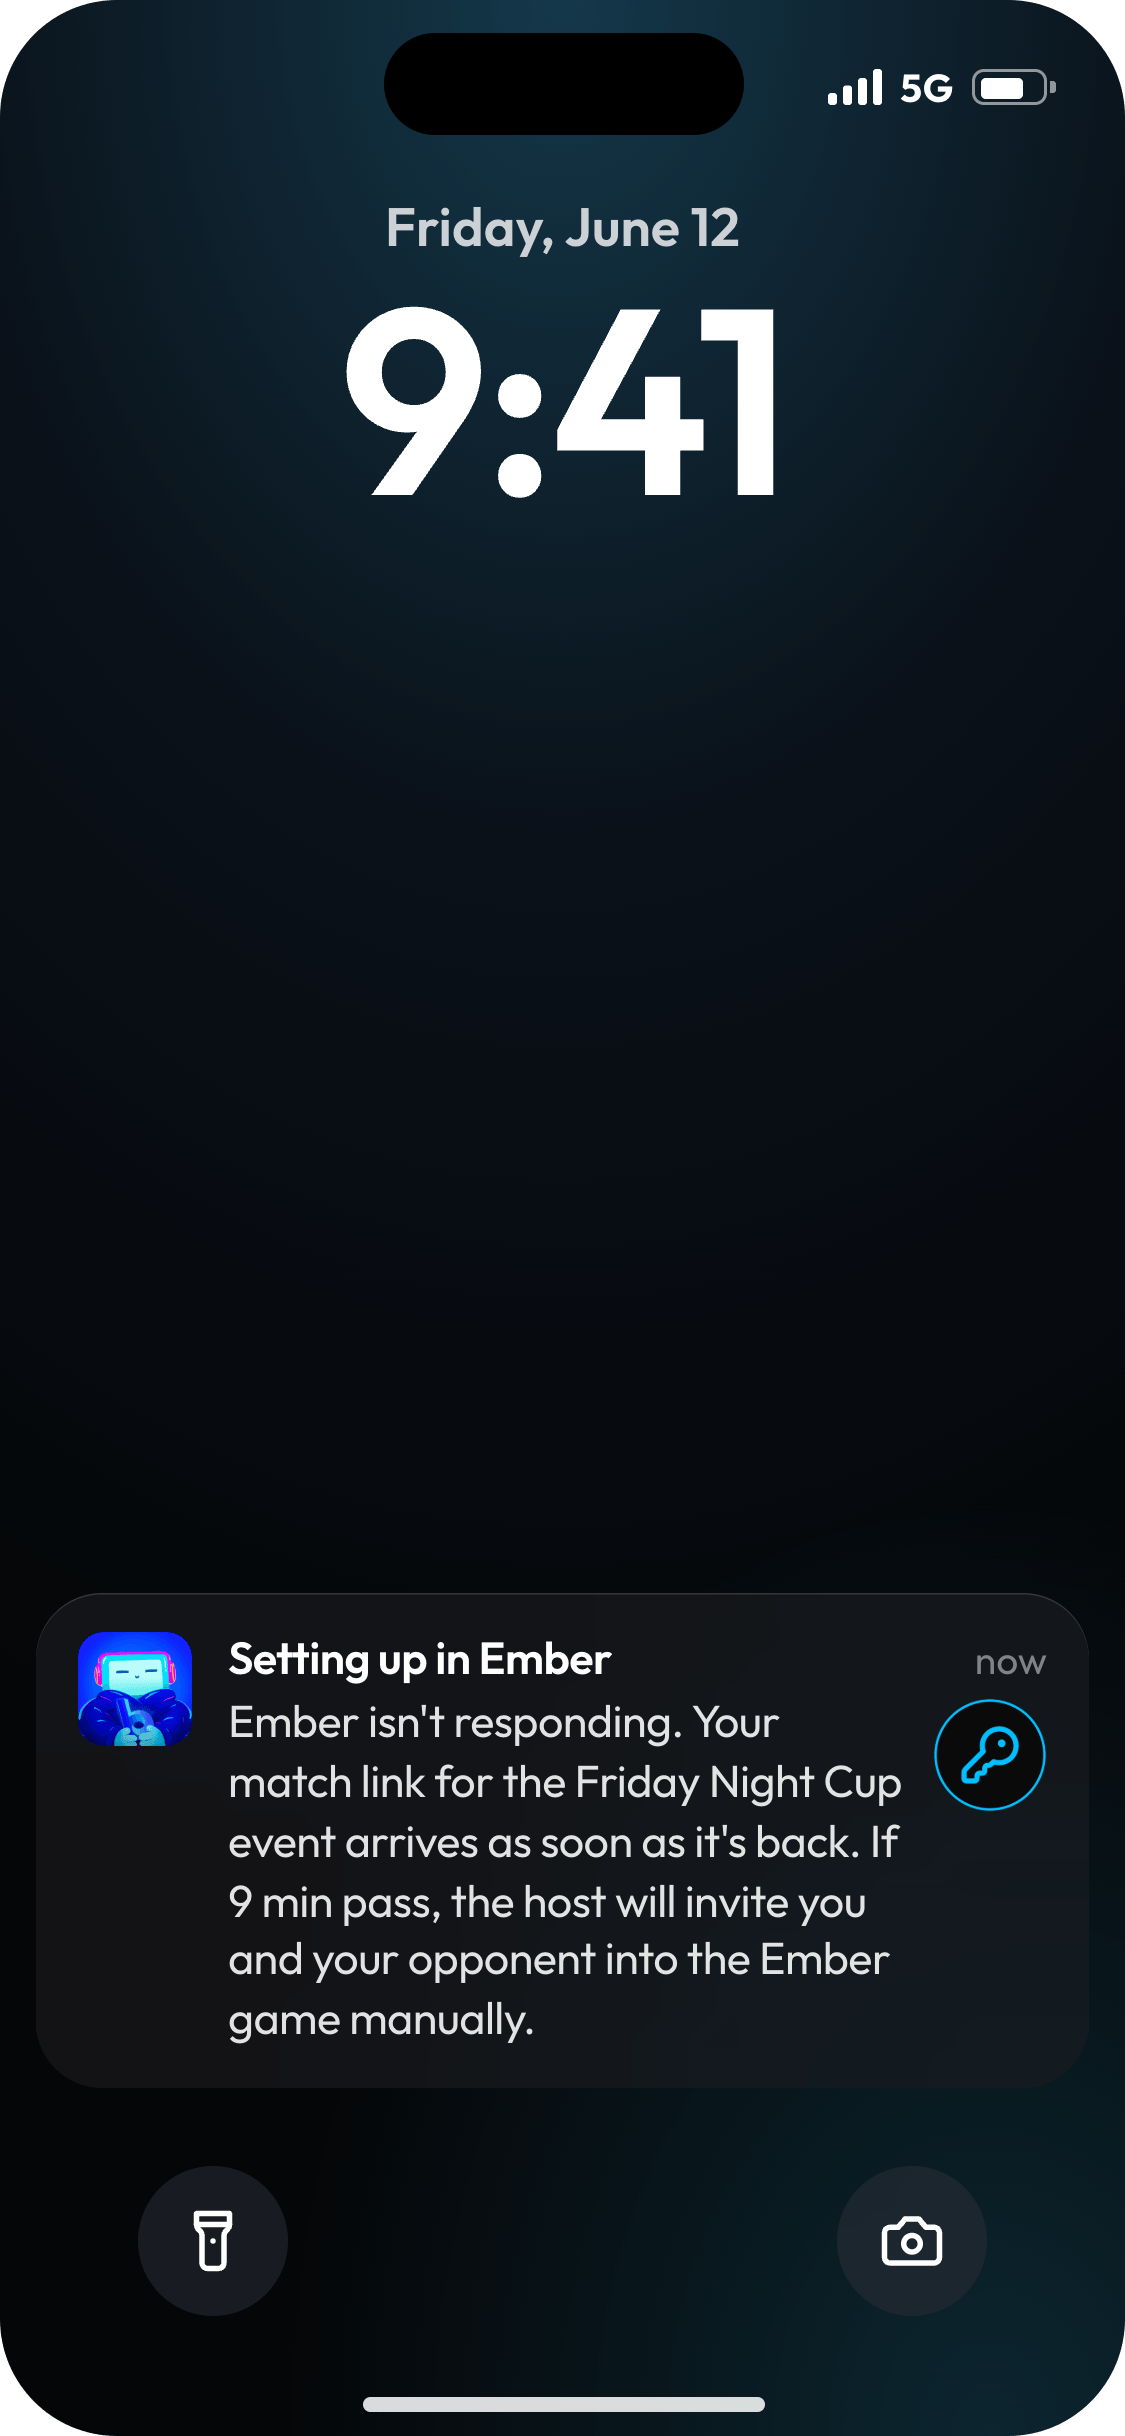 5G
Friday, June 12
9:41
Setting up in Ember
now
Ember isn't responding. Your
match link for the Friday Night Cup
event arrives as soon as it's back. If
9 min pass, the host will invite you
and your opponent into the Ember
game manually.